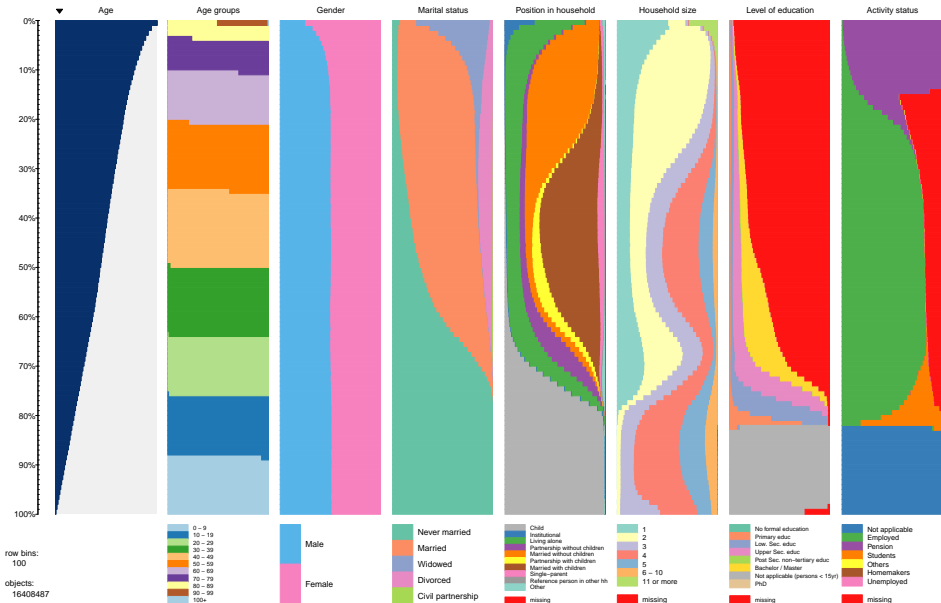 Age
Age groups
Gender
Marital status
Position in household
Household size
Level of education
Activity status
0%
10%
20%
30%
40%
50%
60%
70%
80%
90%
100%
row bins:
100
objects:
16408487
0 – 9
10 – 19
20 – 29
30 – 39
40 – 49
50 – 59
60 – 69
70 – 79
80 – 89
90 – 99
100+
Male
Female
Never married
Married
Widowed
Divorced
Civil partnership
Child
Institutional
Living alone
Partnership without children
Married without children
Partnership with children
Married with children
Single–parent
Reference person in other hh
Other
missing
1
2
3
4
5
6 – 10
11 or more
missing
No formal education
Primary educ
Low. Sec. educ
Upper Sec. educ
Post Sec. non–tertiary educ
Bachelor / Master
Not applicable (persons < 15yr)
PhD
missing
Not applicable
Employed
Pension
Students
Others
Homemakers
Unemployed
missing